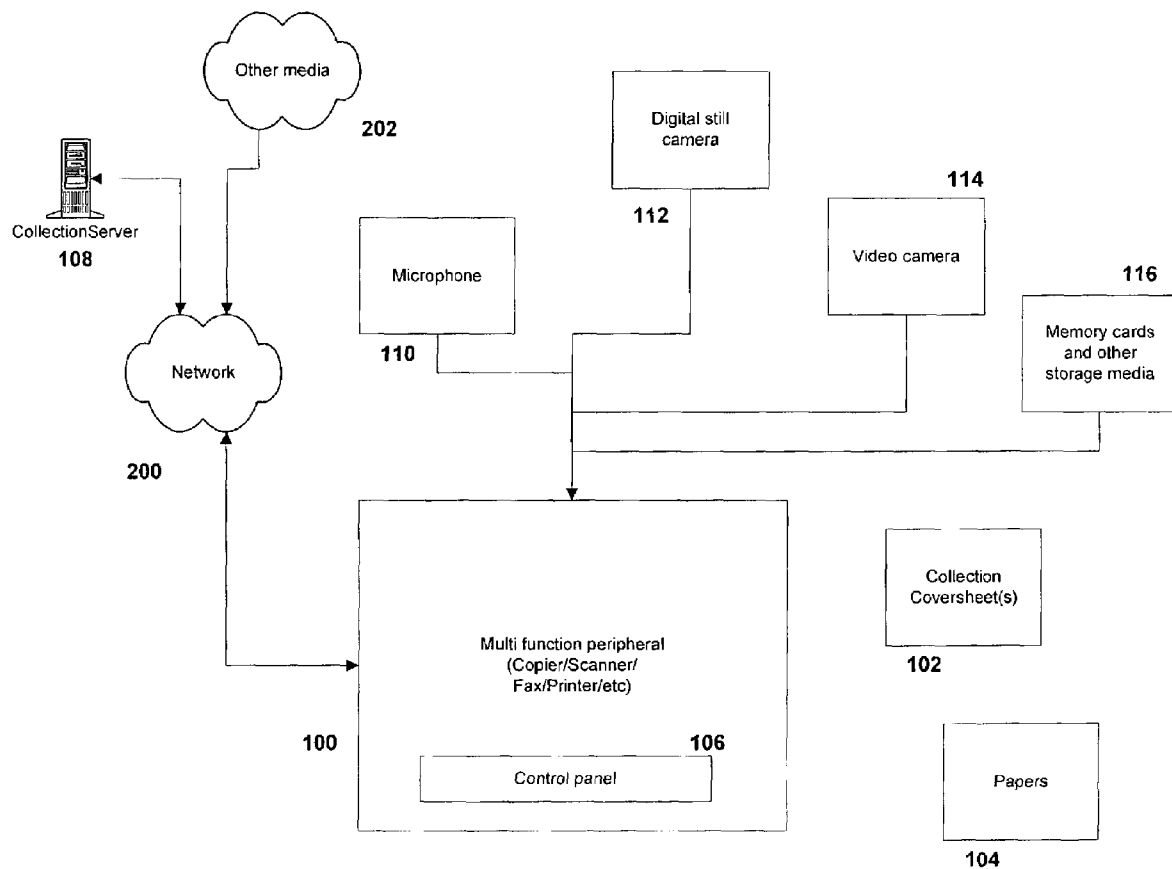 Other media
202
Digital still
camera
112
114
Video camera
CollectionServer
108
Microphone
110
116
Memory cards
and other
storage media
Network
200
Collection
Coversheet(s)
102
Multi function peripheral
(Copier/Scanner/
Fax/Printer/etc)
100
106
Control panel
Papers
104